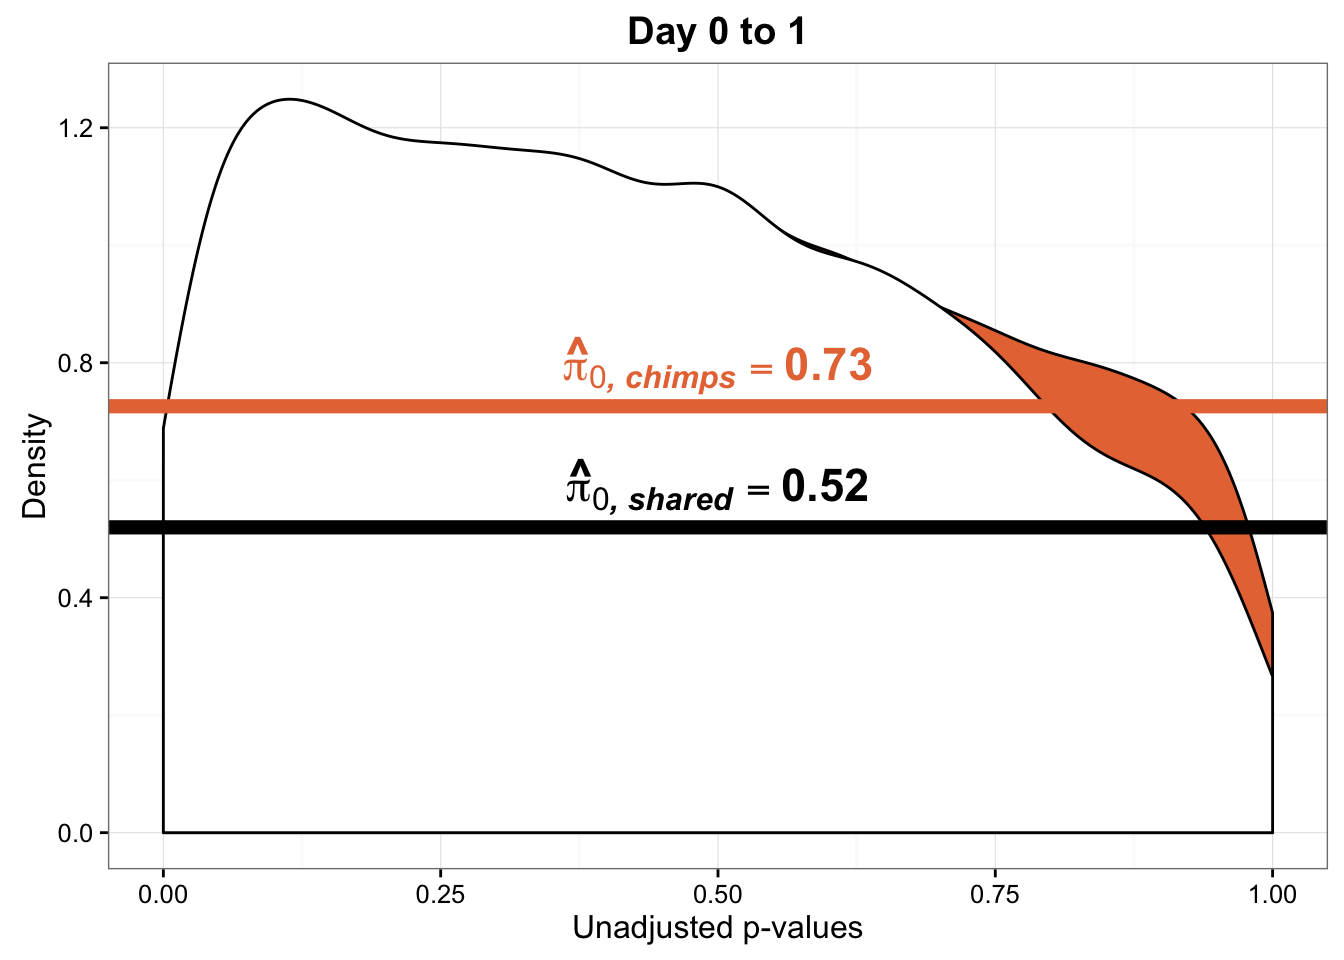 Day 0 to 1
Density
1.2
0.8
0.4
0.0
π̂0, chimps = 0.73
π̂0, shared = 0.52
0.00 0.25 0.50 0.75 1.00
Unadjusted p-values